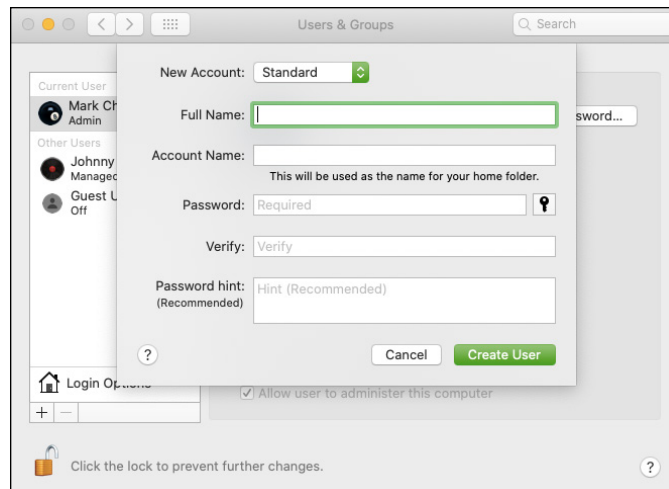 Users & Groups
Search
New Account: Standard
Current User
Mark Ch
Admin
Full Name:
sword...
Other Users
Johnny
Managed
Account Name:
This will be used as the name for your home folder.
Guest U
Off
Password: Required
Verify: Verify
Password hint: Hint (Recommended)
(Recommended)
?
Cancel
Create User
Login Options
Allow user to administer this computer
+ −
Click the lock to prevent further changes.
?